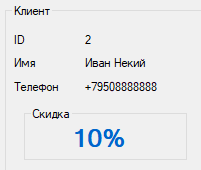 Клиент
ID 2
Имя Иван Некий
Телефон +79508888888
Скидка
10%